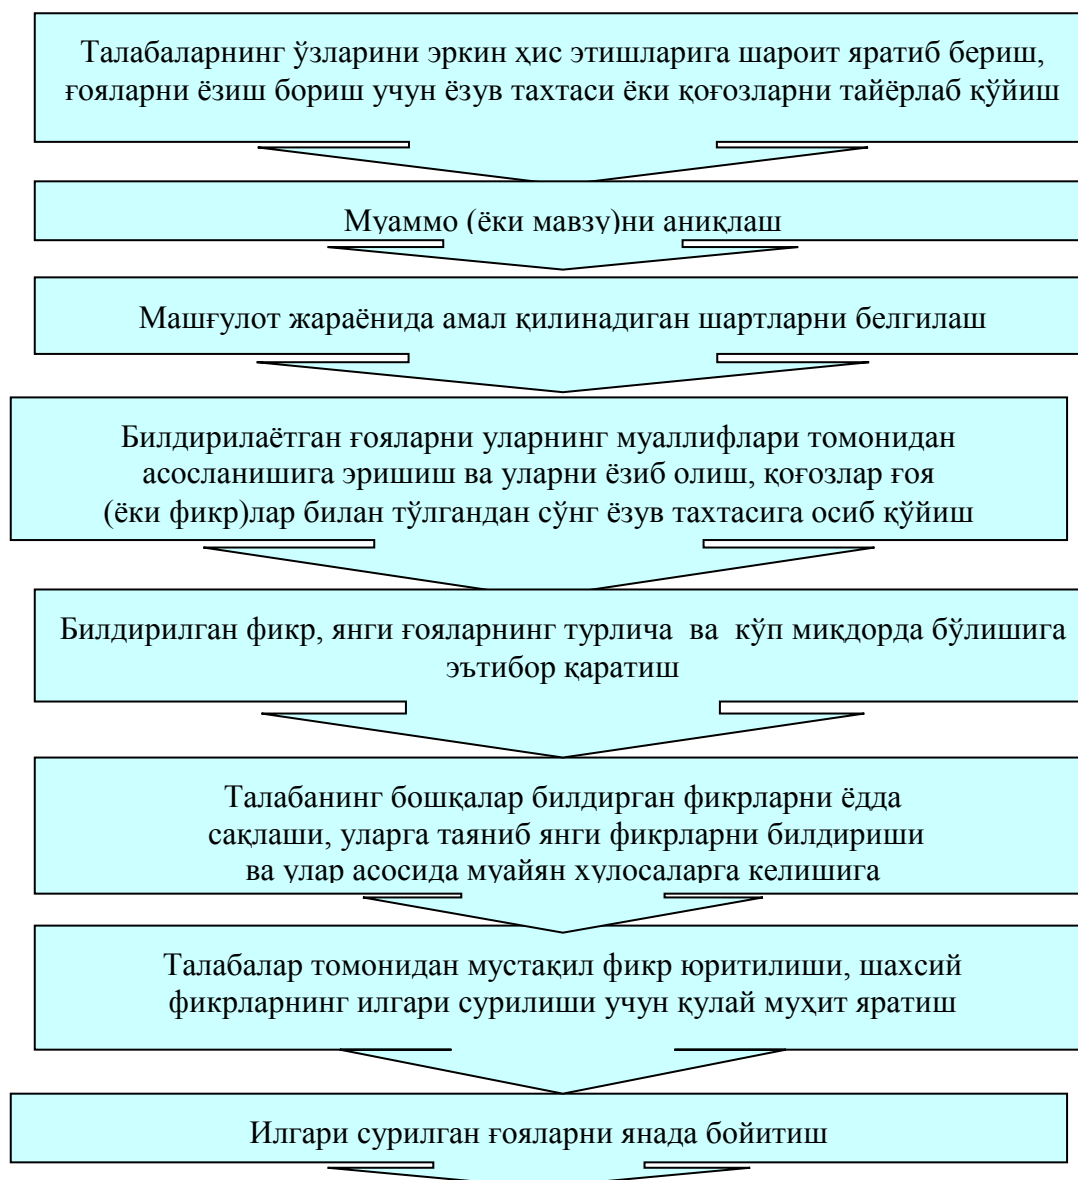 Талабаларнинг ўзларини эркин ҳис этишларига шароит яратиб бериш,
ғояларни ёзиш бориш учун ёзув тахтаси ёки қоғозларни тайёрлаб қўйиш
Муаммо (ёки мавзу)ни аниқлаш
Машғулот жараёнида амал қилинадиган шартларни белгилаш
Билдирилаётган ғояларни уларнинг муаллифлари томонидан
асосланишига эришиш ва уларни ёзиб олиш, қоғозлар ғоя
(ёки фикр)лар билан тўлгандан сўнг ёзув тахтасига осиб қўйиш
Билдирилган фикр, янги ғояларнинг турлича ва кўп миқдорда бўлишига
эътибор қаратиш
Талабанинг бошқалар билдирган фикрларни ёдда
сақлаши, уларга таяниб янги фикрларни билдириши
ва улар асосида муайян хулосаларга келишига
Талабалар томонидан мустақил фикр юритилиши, шахсий
фикрларнинг илгари сурилиши учун қулай муҳит яратиш
Илгари сурилган ғояларни янада бойитиш